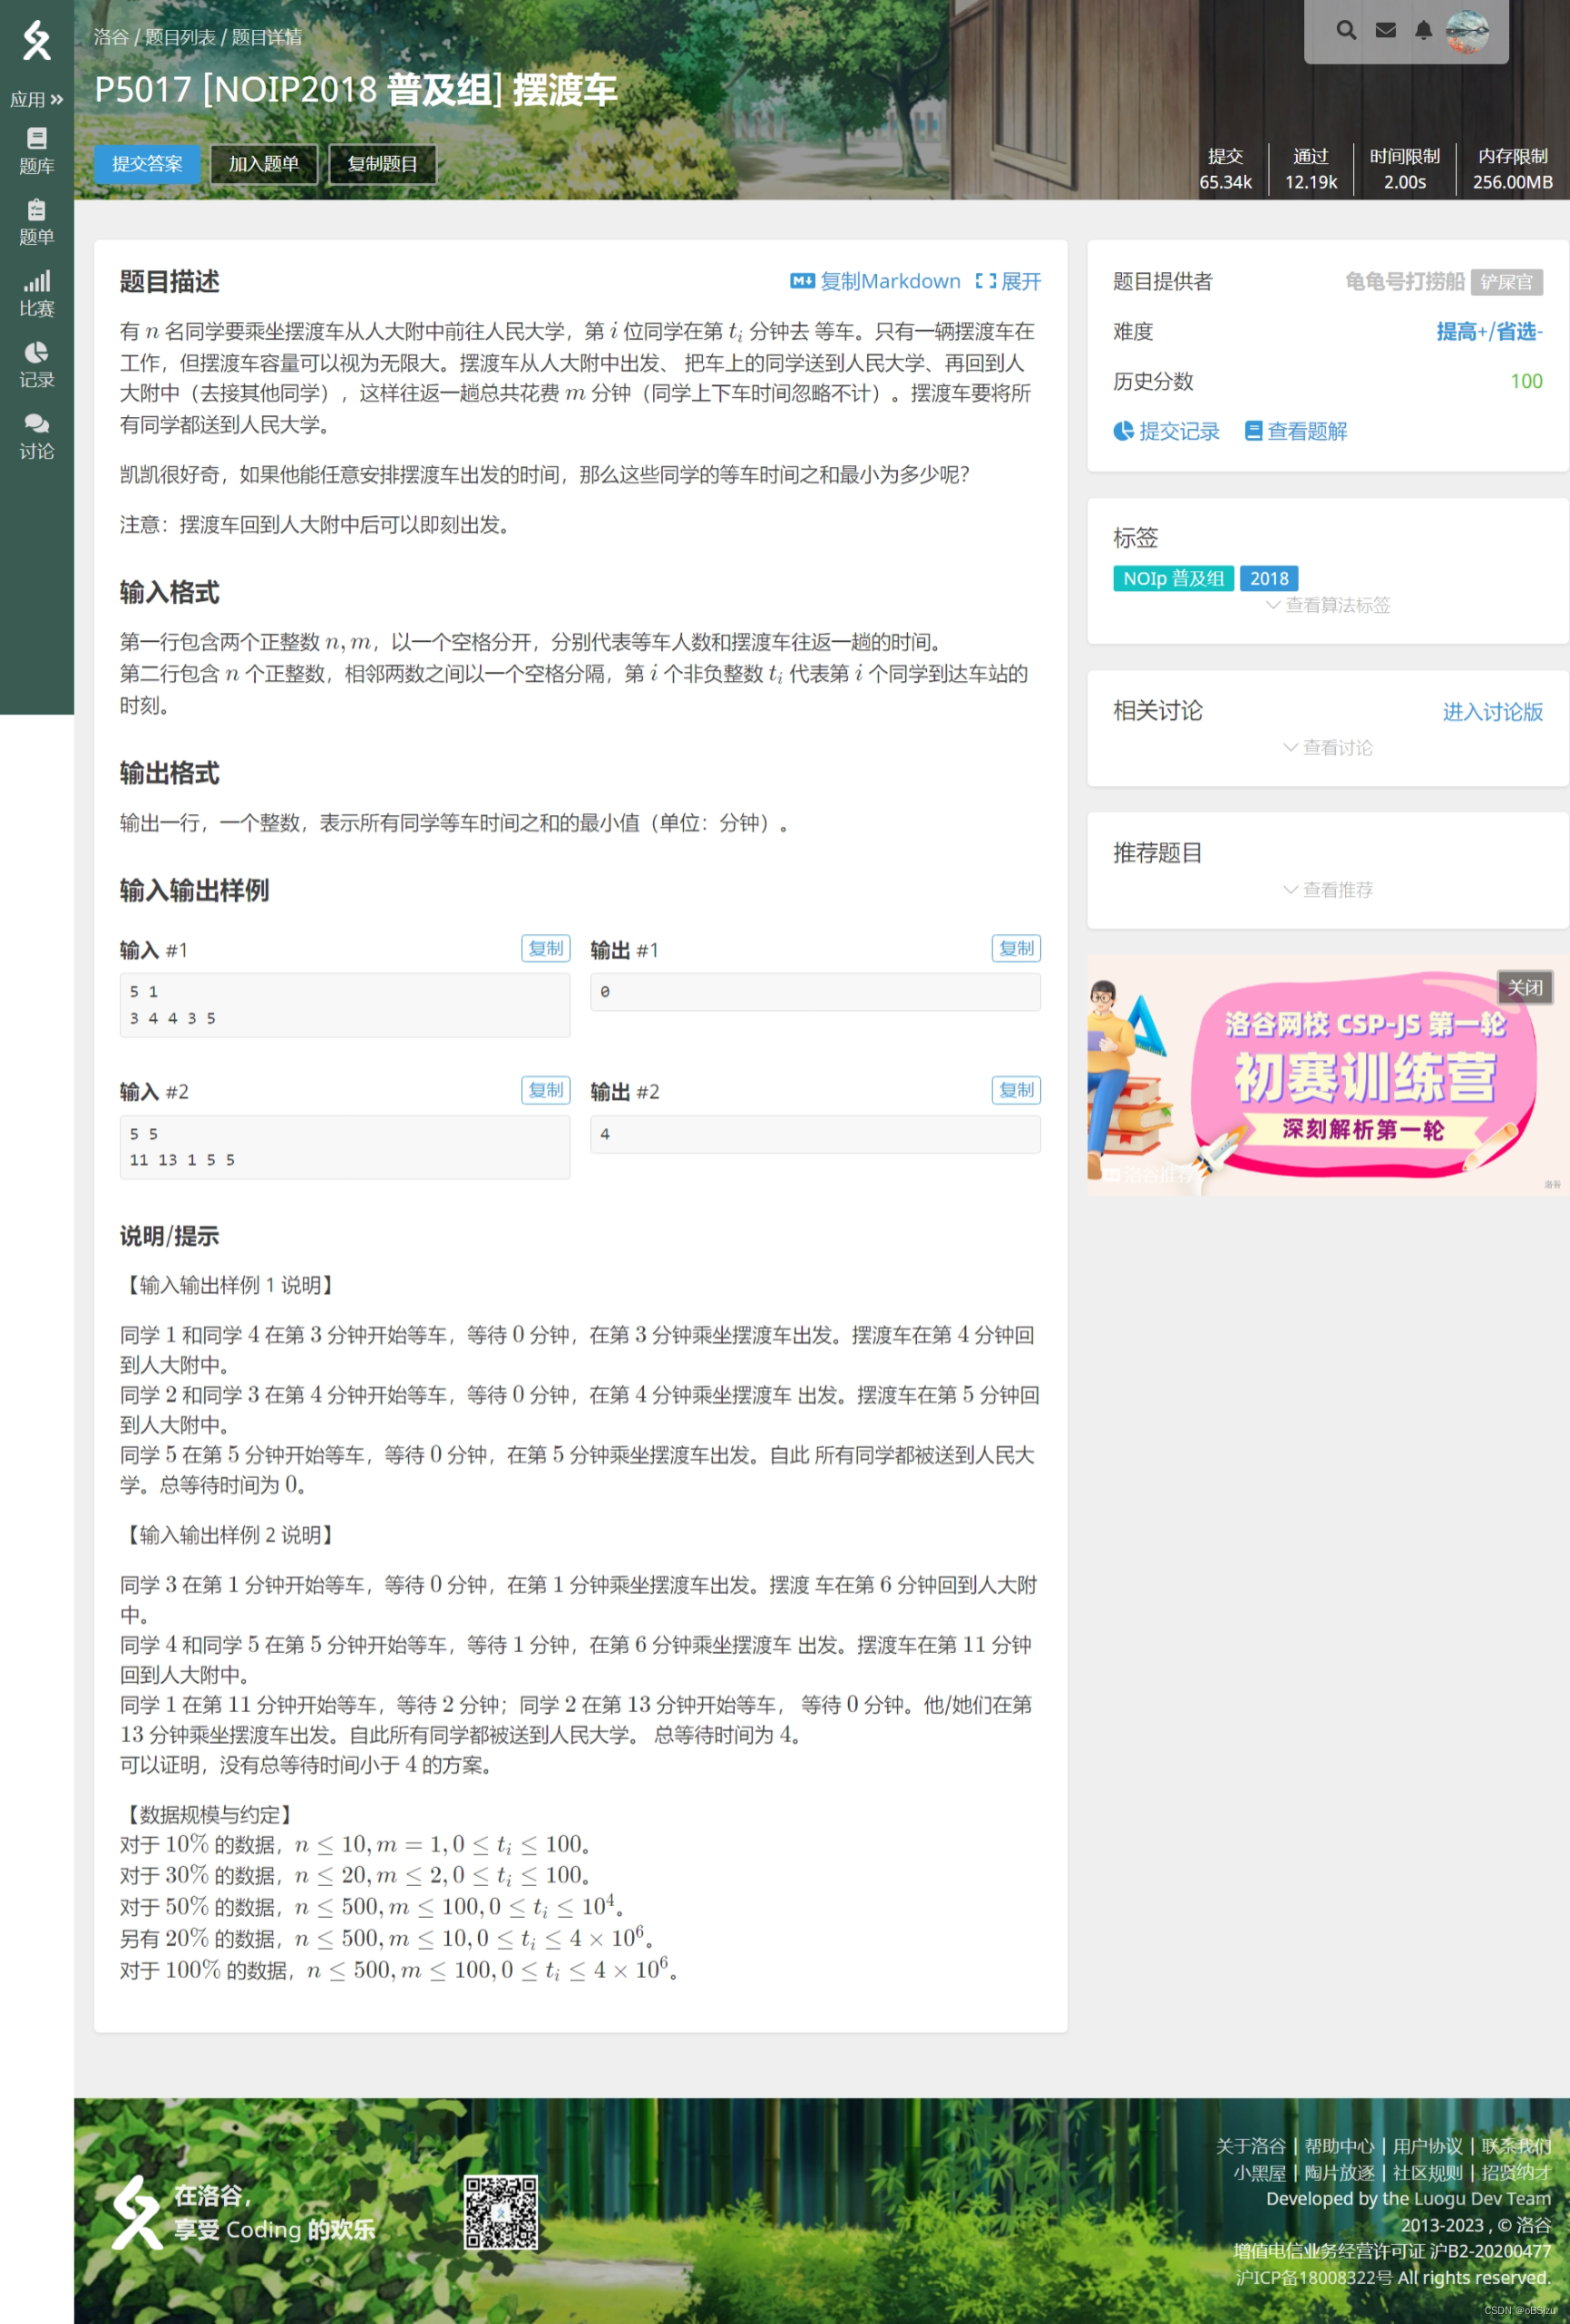 洛谷 / 题目列表 / 题目详情
P5017 [NOIP2018 普及组] 摆渡车
应用
题库
题单
比赛
记录
讨论
提交答案
加入题单
复制题目
提交
65.34k
通过
12.19k
时间限制
2.00s
内存限制
256.00MB
题目描述
复制Markdown 展开
有 n 名同学要乘坐摆渡车从人大附中前往人民大学，第 i 位同学在第 t_i 分钟去 等车。只有一辆摆渡车在
工作，但摆渡车容量可以视为无限大。摆渡车从人大附中出发、 把车上的同学送到人民大学、再回到人
大附中（去接其他同学），这样往返一趟总共花费 m 分钟（同学上下车时间忽略不计）。摆渡车要将所
有同学都送到人民大学。
凯凯很好奇，如果他能任意安排摆渡车出发的时间，那么这些同学的等车时间之和最小为多少呢？
注意：摆渡车回到人大附中后可以即刻出发。
输入格式
第一行包含两个正整数 n, m，以一个空格分开，分别代表等车人数和摆渡车往返一趟的时间。
第二行包含 n 个正整数，相邻两数之间以一个空格分隔，第 i 个非负整数 t_i 代表第 i 个同学到达车站的
时刻。
输出格式
输出一行，一个整数，表示所有同学等车时间之和的最小值（单位：分钟）。
输入输出样例
输入 #1
复制
5 1
3 4 4 3 5
输出 #1
复制
0
输入 #2
复制
5 5
11 13 1 5 5
输出 #2
复制
4
说明/提示
【输入输出样例 1 说明】
同学 1 和同学 4 在第 3 分钟开始等车，等待 0 分钟，在第 3 分钟乘坐摆渡车出发。摆渡车在第 4 分钟回
到人大附中。
同学 2 和同学 3 在第 4 分钟开始等车，等待 0 分钟，在第 4 分钟乘坐摆渡车 出发。摆渡车在第 5 分钟回
到人大附中。
同学 5 在第 5 分钟开始等车，等待 0 分钟，在第 5 分钟乘坐摆渡车出发。自此 所有同学都被送到人民大
学。总等待时间为 0。
【输入输出样例 2 说明】
同学 3 在第 1 分钟开始等车，等待 0 分钟，在第 1 分钟乘坐摆渡车出发。摆渡 车在第 6 分钟回到人大附
中。
同学 4 和同学 5 在第 5 分钟开始等车，等待 1 分钟，在第 6 分钟乘坐摆渡车 出发。摆渡车在第 11 分钟
回到人大附中。
同学 1 在第 11 分钟开始等车，等待 2 分钟；同学 2 在第 13 分钟开始等车， 等待 0 分钟。他/她们在第
13 分钟乘坐摆渡车出发。自此所有同学都被送到人民大学。 总等待时间为 4。
可以证明，没有总等待时间小于 4 的方案。
【数据规模与约定】
对于 10% 的数据，n ≤ 10, m = 1, 0 ≤ t_i ≤ 100。
对于 30% 的数据，n ≤ 20, m ≤ 2, 0 ≤ t_i ≤ 100。
对于 50% 的数据，n ≤ 500, m ≤ 100, 0 ≤ t_i ≤ 10^4。
另有 20% 的数据，n ≤ 500, m ≤ 10, 0 ≤ t_i ≤ 4 × 10^6。
对于 100% 的数据，n ≤ 500, m ≤ 100, 0 ≤ t_i ≤ 4 × 10^6。
题目提供者
龟龟号打捞船 铲屎官
难度
提高+/省选-
历史分数
100
提交记录 查看题解
标签
NOIp 普及组 2018
查看算法标签
相关讨论
进入讨论版
查看讨论
推荐题目
查看推荐
关闭
洛谷网校 CSP-JS 第一轮
初赛训练营
深刻解析第一轮
洛谷推荐
洛谷
在洛谷，
享受 Coding 的欢乐
关于洛谷 | 帮助中心 | 用户协议 | 联系我们
小黑屋 | 陶片放逐 | 社区规则 | 招贤纳才
Developed by the Luogu Dev Team
2013-2023 , © 洛谷
增值电信业务经营许可证 沪B2-20200477
沪ICP备18008322号 All rights reserved.
CSDN @oBSizu